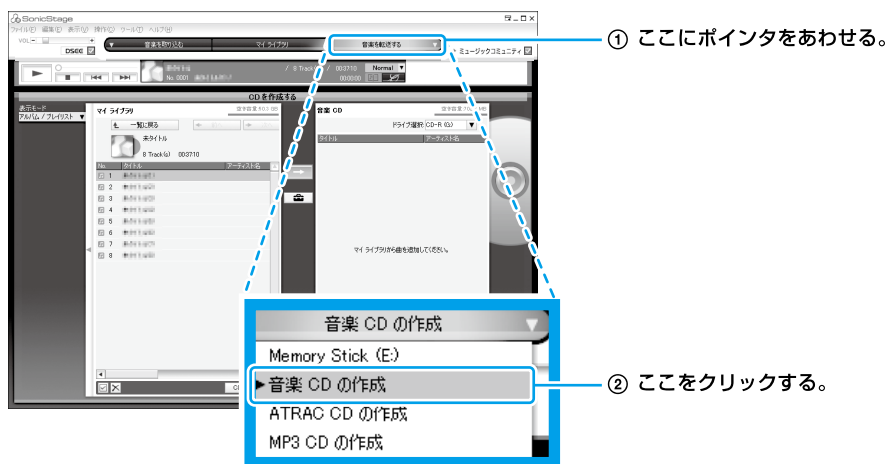 SonicStage
ファイル(F) 編集(E) 表示(V) 操作(C) ツール(T) ヘルプ(H)
VOL
DSEE
音楽を取り込む
マイ ライブラリ
音楽を転送する
ミュージックコミュニティ
① ここにポインタをあわせる。
No. 0001
003710
00:00:00
Normal
CDを作成する
表示モード
アルバム / プレイリスト
マイ ライブラリ
一覧に戻る
未タイトル
8 Track(s) 003710
No. タイトル アーティスト名
1
2
3
4
5
6
7
8
音楽 CD
ドライブ選択 CD-R (G:)
タイトル アーティスト名
マイ ライブラリから曲を追加してください。
音楽 CD の作成
Memory Stick (E:)
音楽 CD の作成
ATRAC CD の作成
MP3 CD の作成
② ここをクリックする。